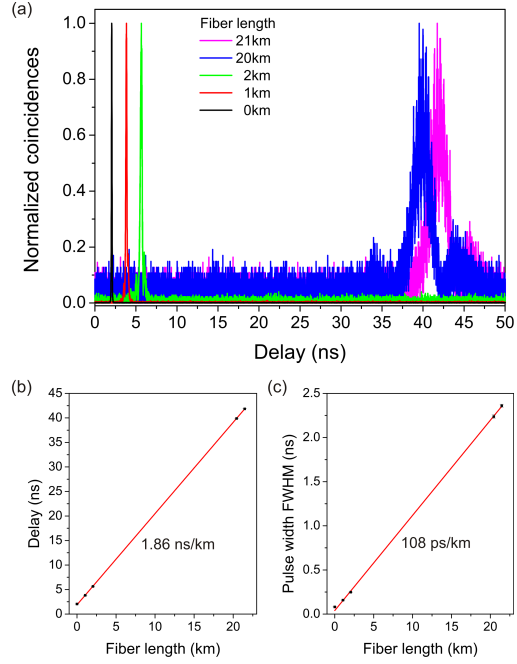 (a)
Fiber length
21km
20km
2km
1km
0km
Normalized coincidences
1.0
0.8
0.6
0.4
0.2
0.0
0 5 10 15 20 25 30 35 40 45 50
Delay (ns)
(b)
45
40
35
30
25
20
15
10
5
0
Delay (ns)
1.86 ns/km
0 5 10 15 20
Fiber length (km)
(c)
2.5
2.0
1.5
1.0
0.5
0.0
Pulse width FWHM (ns)
108 ps/km
0 5 10 15 20
Fiber length (km)